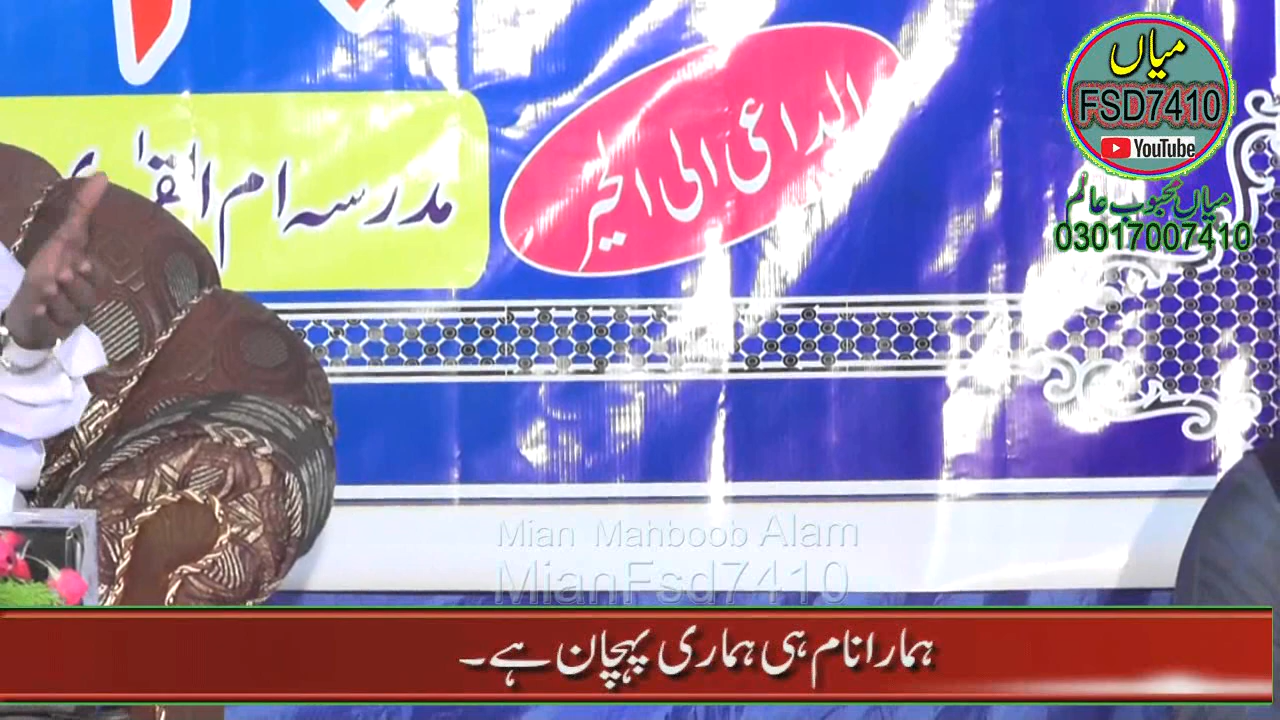 میاں
FSD7410
YouTube
میاں محبوب عالم
03017007410
الداعی الی الخیر
مدرسہ ام القرٰی
Mian Mahboob Alam
MianFsd7410
ہمارا نام ہی ہماری پہچان ہے۔